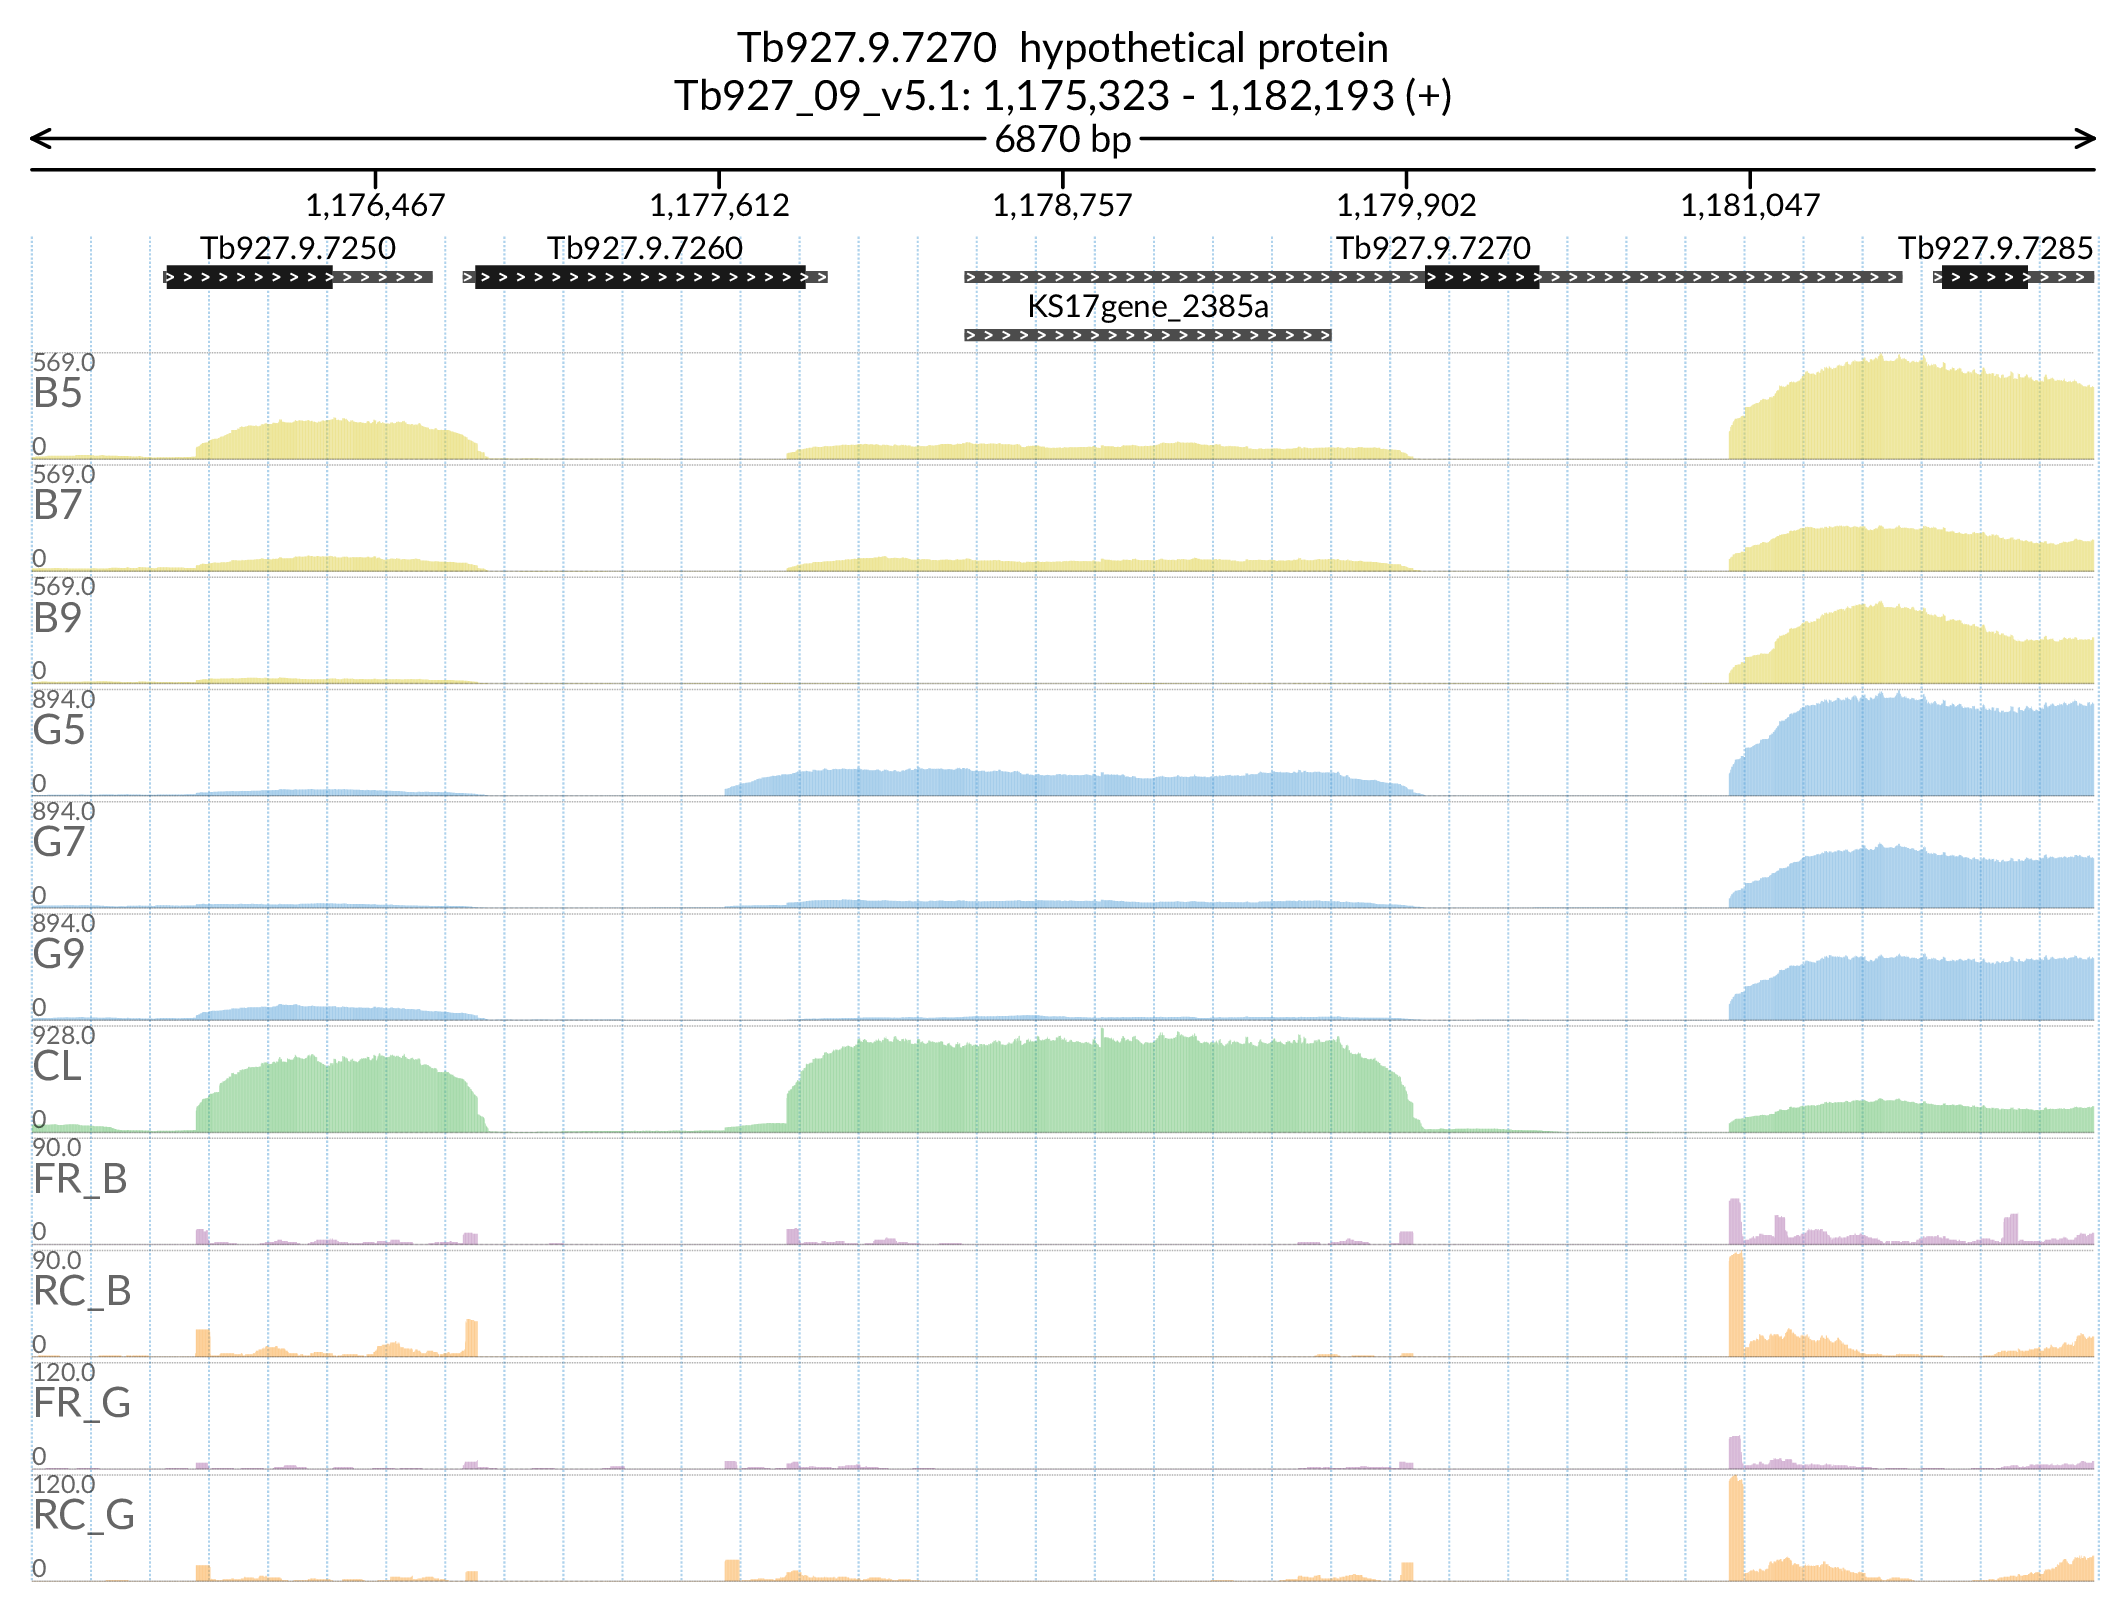 Tb927.9.7270  hypothetical protein
Tb927_09_v5.1: 1,175,323 - 1,182,193 (+)
6870 bp
1,176,467 1,177,612 1,178,757 1,179,902 1,181,047
Tb927.9.7250 Tb927.9.7260 Tb927.9.7270 Tb927.9.7285
KS17gene_2385a
569.0
B5
0
569.0
B7
0
569.0
B9
0
894.0
G5
0
894.0
G7
0
894.0
G9
0
928.0
CL
0
90.0
FR_B
0
90.0
RC_B
0
120.0
FR_G
0
120.0
RC_G
0